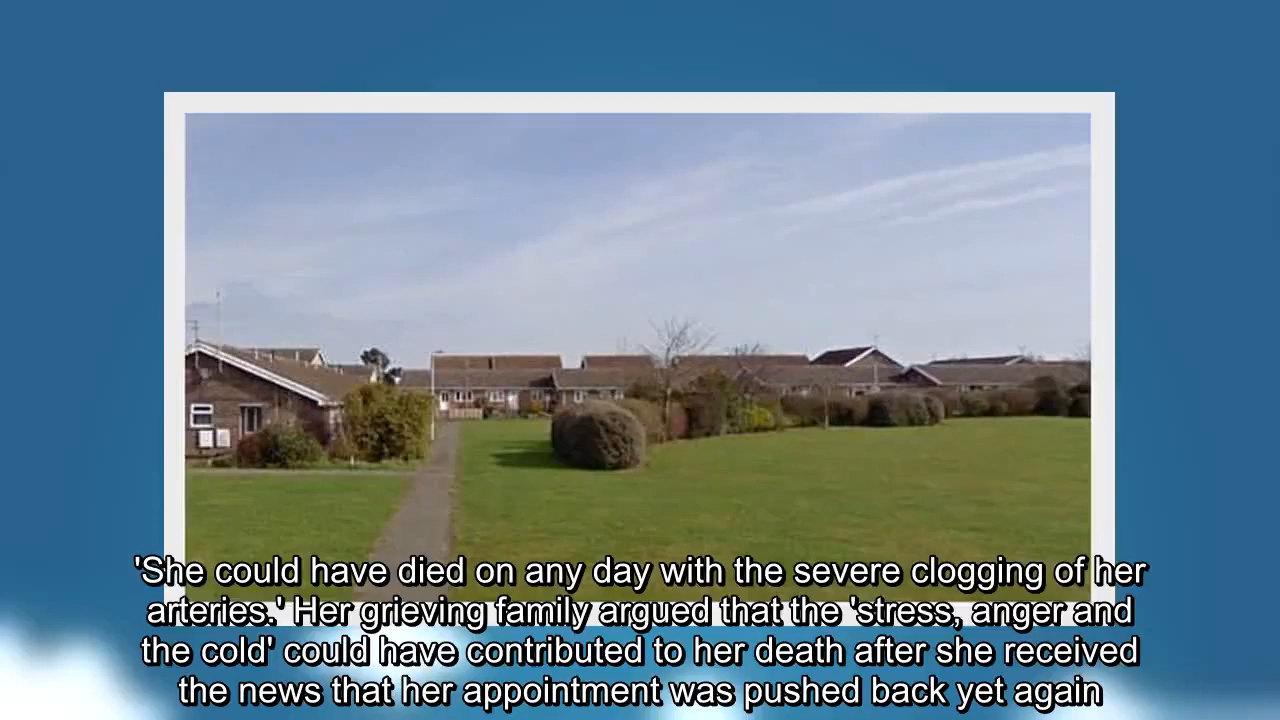 'She could have died on any day with the severe clogging of her
arteries.' Her grieving family argued that the 'stress, anger and
the cold' could have contributed to her death after she received
the news that her appointment was pushed back yet again